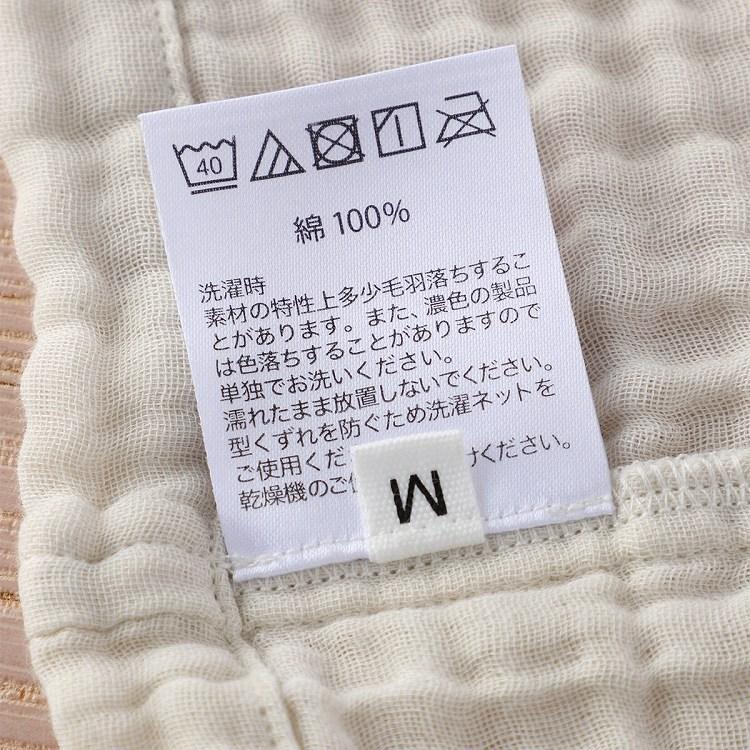 40
綿 100%
洗濯時
素材の特性上多少毛羽落ちするこ
とがあります。また、濃色の製品
は色落ちすることがありますので
単独でお洗いください。
濡れたまま放置しないでください。
型くずれを防ぐため洗濯ネットを
ご使用くだ
乾燥機のご けください。
M